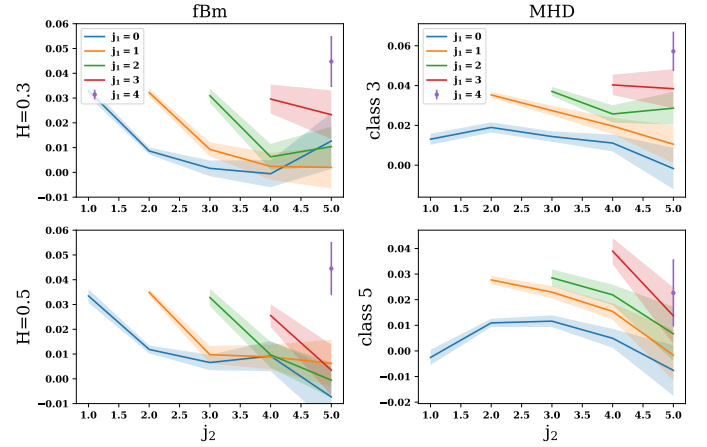 fBm
MHD
H=0.3
0.06
0.05
0.04
0.03
0.02
0.01
0.00
−0.01
j₁ = 0
j₁ = 1
j₁ = 2
j₁ = 3
j₁ = 4
1.0 1.5 2.0 2.5 3.0 3.5 4.0 4.5 5.0
class 3
0.06
0.04
0.02
0.00
j₁ = 0
j₁ = 1
j₁ = 2
j₁ = 3
j₁ = 4
1.0 1.5 2.0 2.5 3.0 3.5 4.0 4.5 5.0
H=0.5
0.06
0.05
0.04
0.03
0.02
0.01
0.00
−0.01
1.0 1.5 2.0 2.5 3.0 3.5 4.0 4.5 5.0
j₂
class 5
0.04
0.03
0.02
0.01
0.00
−0.01
−0.02
1.0 1.5 2.0 2.5 3.0 3.5 4.0 4.5 5.0
j₂